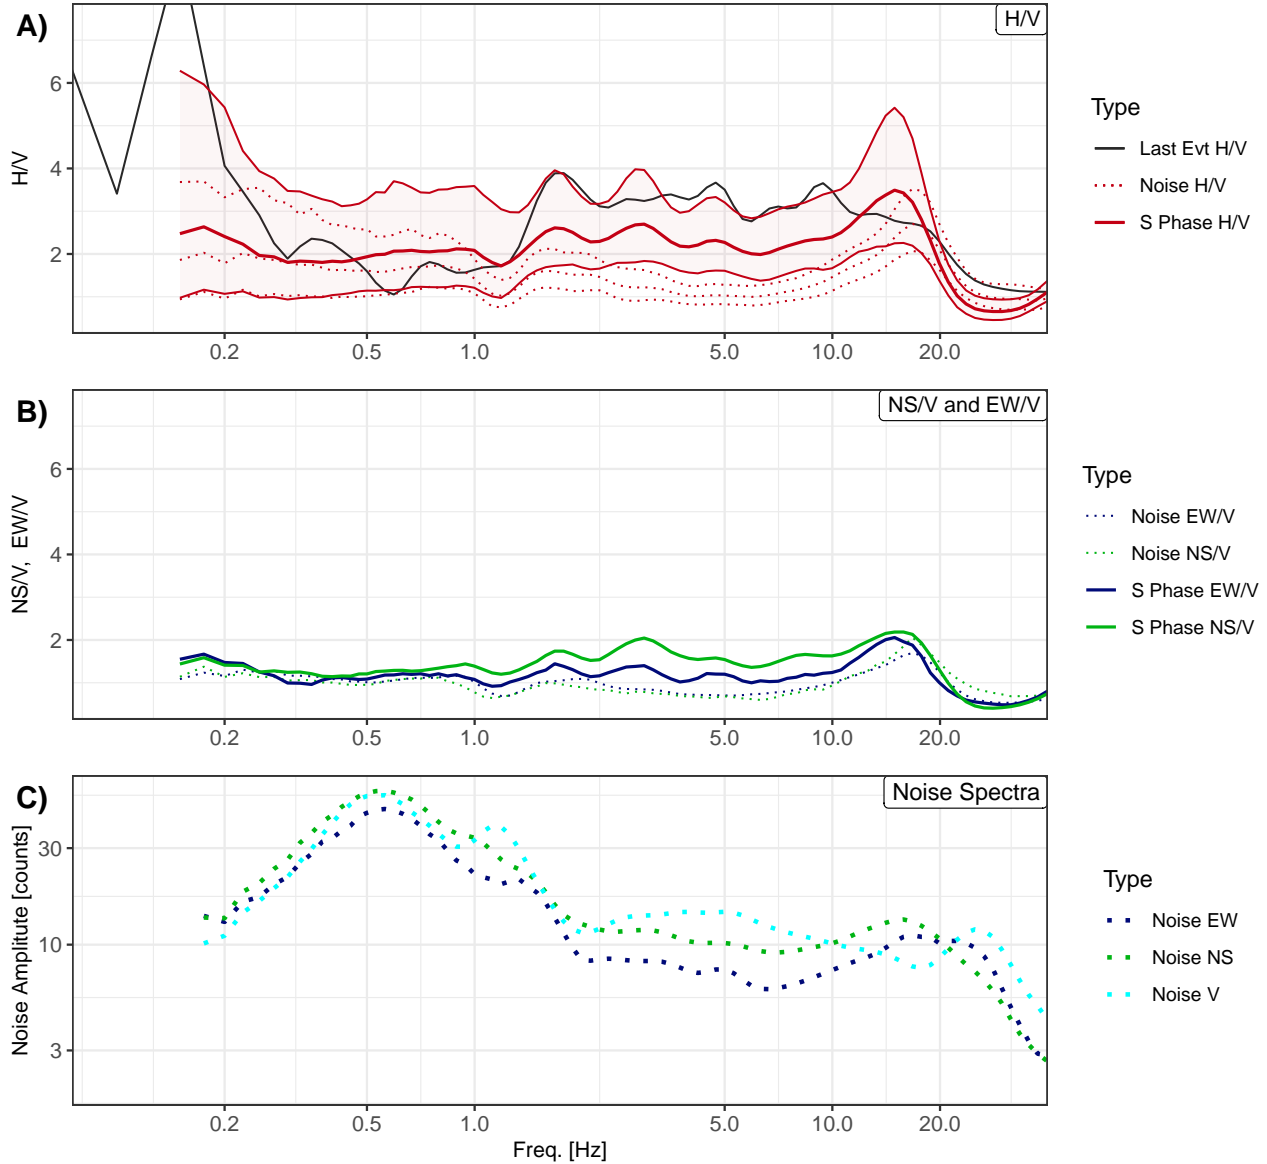 A)
H/V
6
4
2
H/V
0.2 0.5 1.0 5.0 10.0 20.0
Type
Last Evt H/V
Noise H/V
S Phase H/V
B)
NS/V and EW/V
6
4
2
NS/V, EW/V
0.2 0.5 1.0 5.0 10.0 20.0
Type
Noise EW/V
Noise NS/V
S Phase EW/V
S Phase NS/V
C)
Noise Spectra
30
10
3
Noise Amplitute [counts]
0.2 0.5 1.0 5.0 10.0 20.0
Freq. [Hz]
Type
Noise EW
Noise NS
Noise V